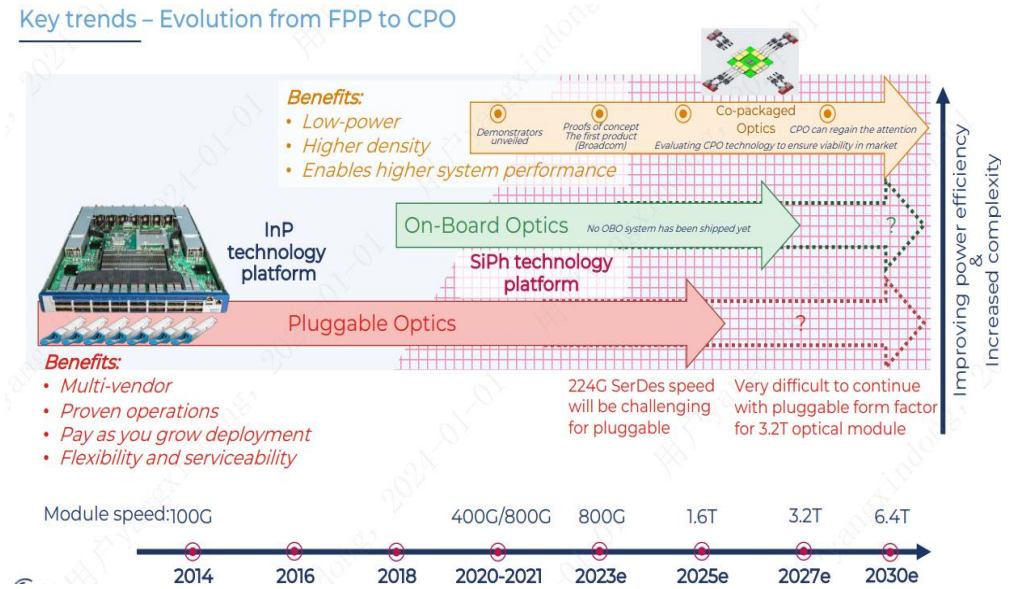 Key trends – Evolution from FPP to CPO
Benefits:
• Low-power
• Higher density
• Enables higher system performance
Demonstrators
unveiled
Proofs of concept
The first product
(Broadcom)
Co-packaged
Optics
CPO can regain the attention
Evaluating CPO technology to ensure viability in market
InP
technology
platform
On-Board Optics
No OBO system has been shipped yet
?
SiPh technology
platform
Pluggable Optics
?
Improving power efficiency
&
Increased complexity
Benefits:
• Multi-vendor
• Proven operations
• Pay as you grow deployment
• Flexibility and serviceability
224G SerDes speed
will be challenging
for pluggable
Very difficult to continue
with pluggable form factor
for 3.2T optical module
Module speed:100G 400G/800G 800G 1.6T 3.2T 6.4T
2014 2016 2018 2020-2021 2023e 2025e 2027e 2030e